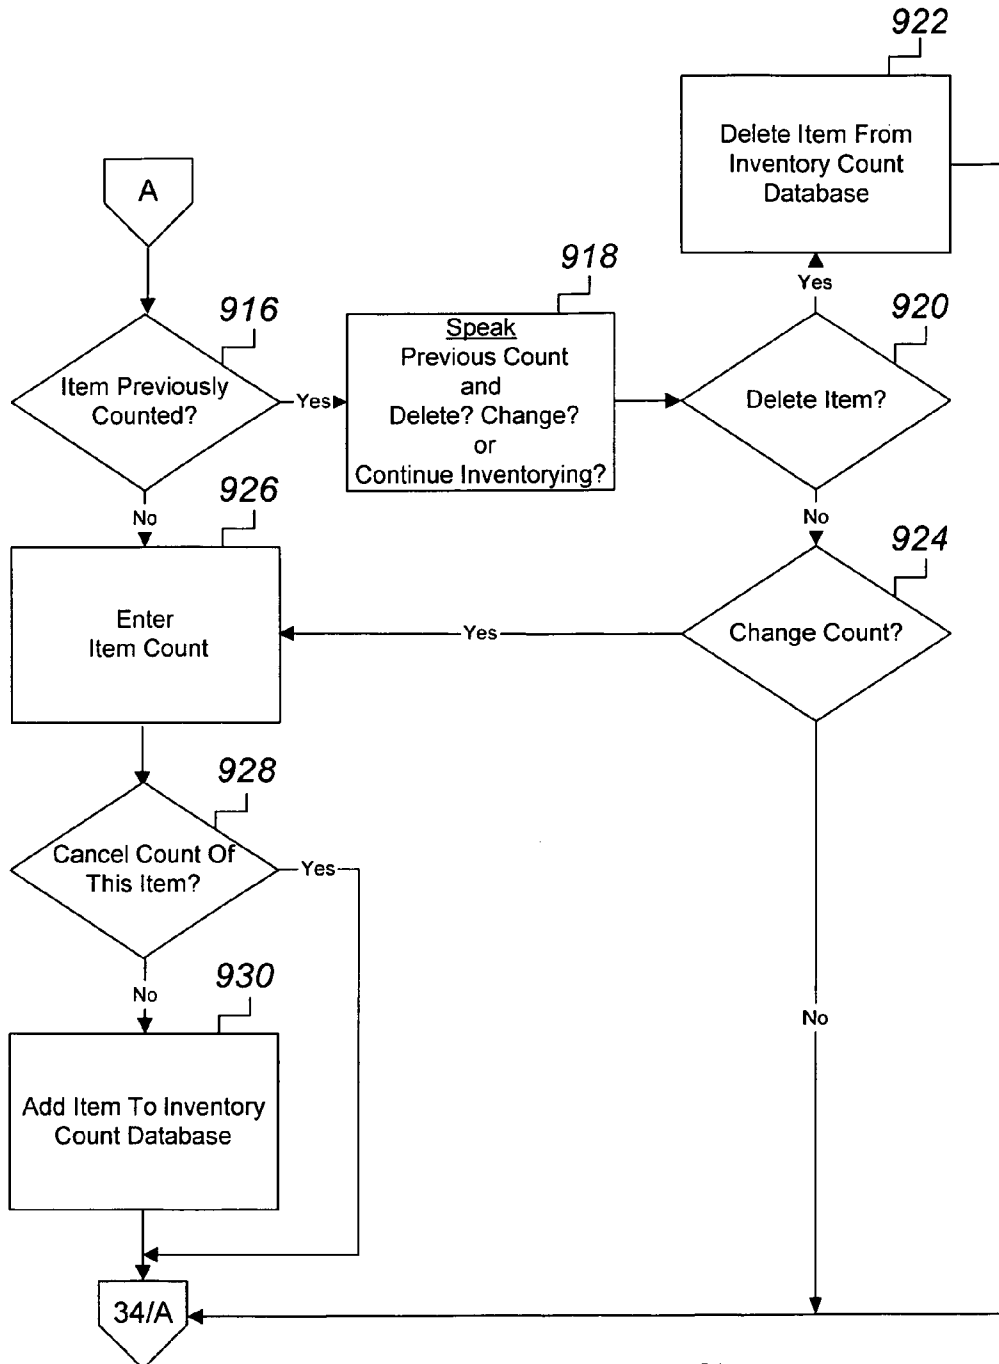 922
Delete Item From
Inventory Count
Database
A
918
916
Yes
920
Speak
Previous Count
and
Delete? Change?
or
Continue Inventorying?
Item Previously
Counted?
Yes
Delete Item?
926
No
No
924
Enter
Item Count
Yes
Change Count?
928
Cancel Count Of
This Item?
Yes
930
No
No
Add Item To Inventory
Count Database
34/A